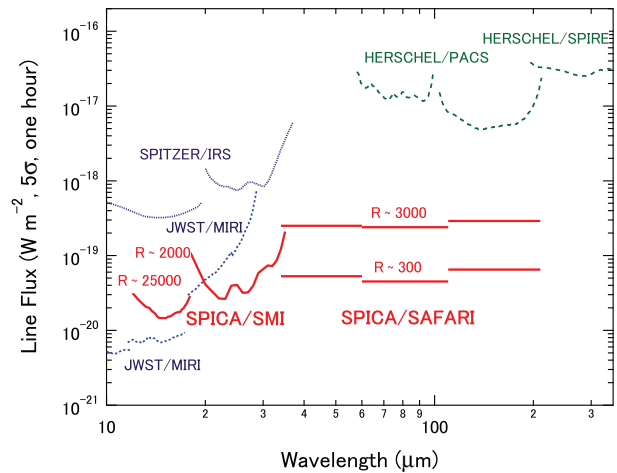 10⁻¹⁶
HERSCHEL/SPIRE
HERSCHEL/PACS
10⁻¹⁷
SPITZER/IRS
10⁻¹⁸
JWST/MIRI
R ~ 3000
10⁻¹⁹
R ~ 2000
R ~ 300
R ~ 25000
SPICA/SMI
SPICA/SAFARI
10⁻²⁰
JWST/MIRI
10⁻²¹
10 2 3 4 5 6 7 8 9 100 2 3
Wavelength (μm)
Line Flux (W m⁻², 5σ, one hour)